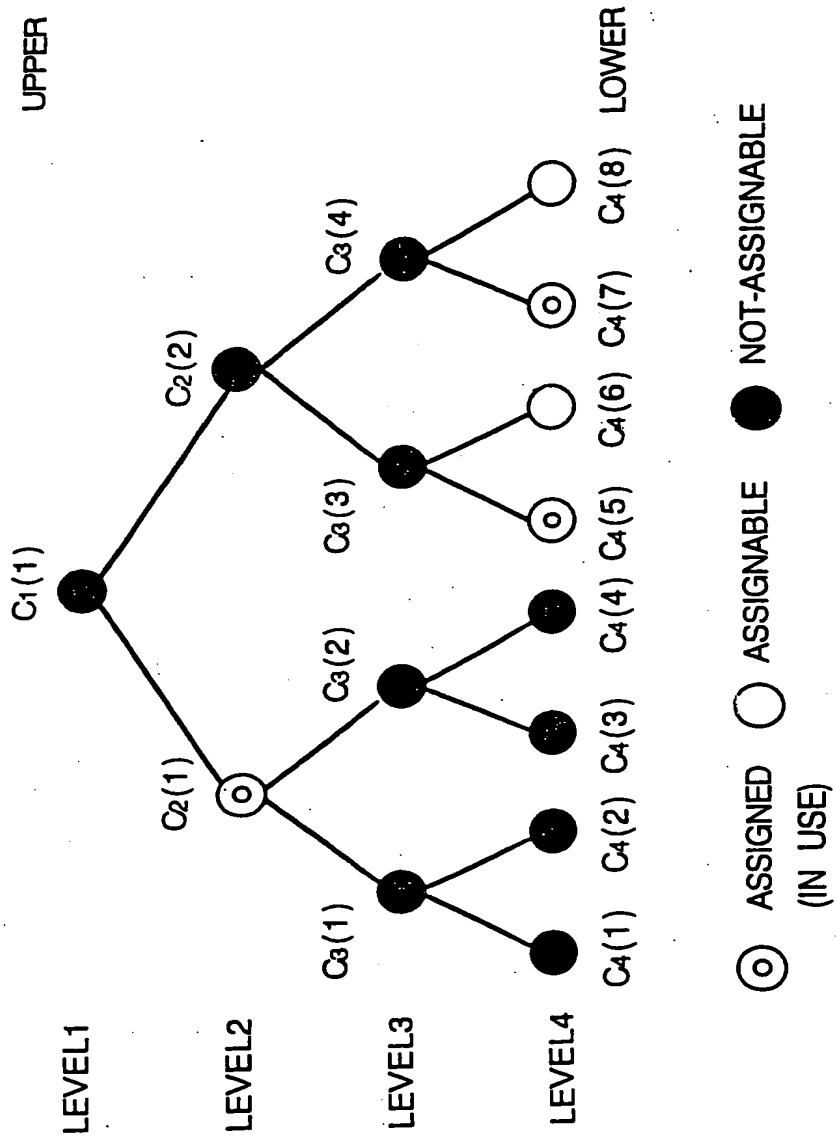 UPPER
LEVEL1
C1(1)
LEVEL2
C2(1)
C2(2)
LEVEL3
C3(1)
C3(2)
C3(3)
C3(4)
LEVEL4
C4(1) C4(2) C4(3) C4(4) C4(5) C4(6) C4(7) C4(8) LOWER
ASSIGNED
(IN USE)
ASSIGNABLE
NOT-ASSIGNABLE